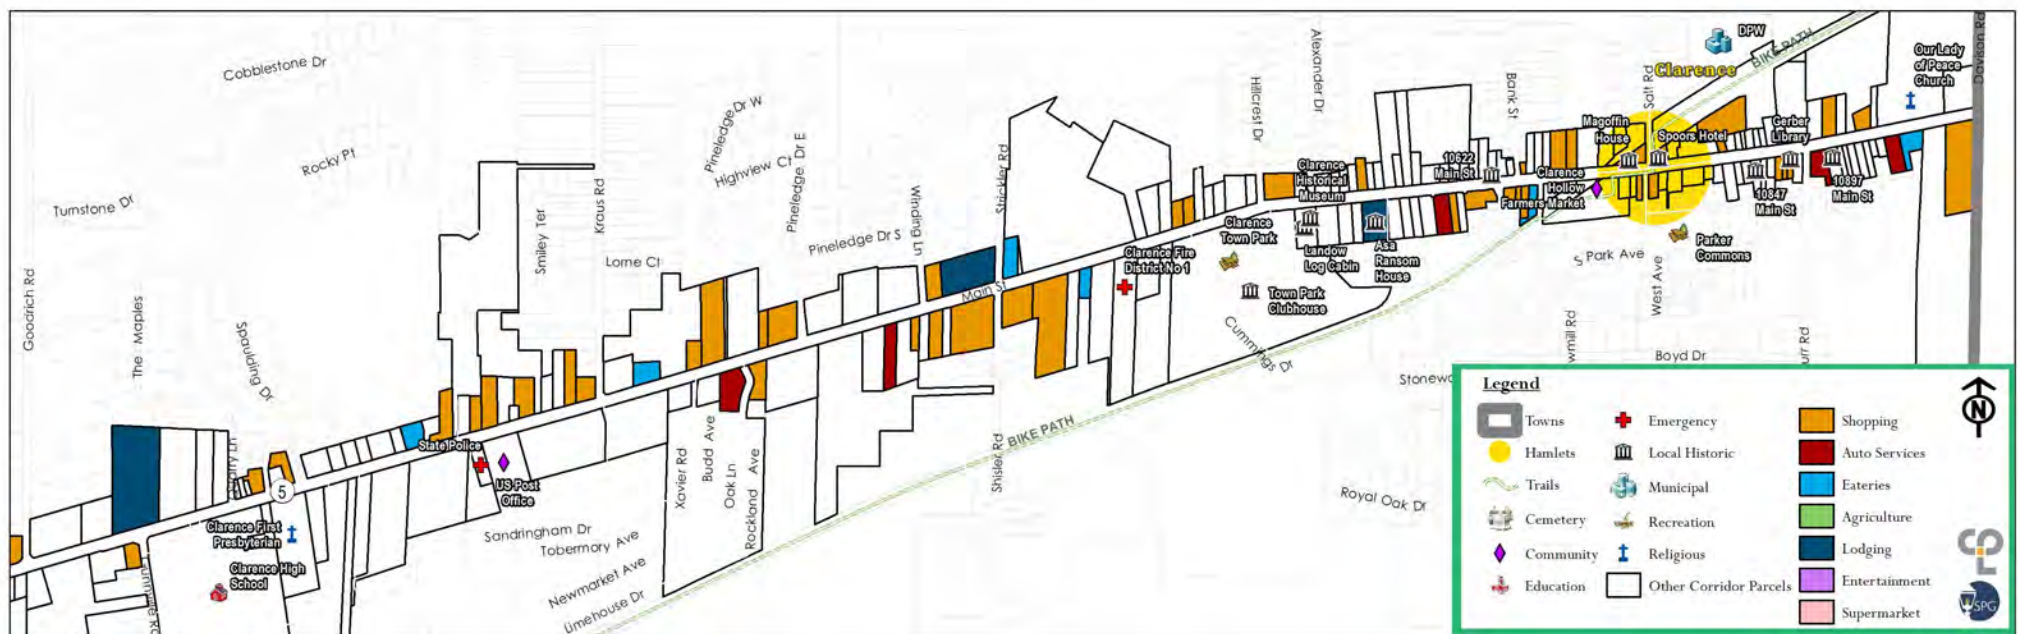 Cobblestone Dr
Rocky Pt
Turnstone Dr
Goodrich Rd
The Maples
Spaulding Dr
Smiley Ter
Kraus Rd
Lorne Ct
Pineledge Dr W
Highview Ct
Pineledge Dr E
Pineledge Dr S
Winding Ln
Strickler Rd
Main St
Hillcrest Dr
Alexander Dr
Bank St
Salt Rd
Davison Rd
DPW
Clarence
BIKE PATH
Our Lady
of Peace
Church
Magoffin
House
Spoors Hotel
Gerber
Library
10622
Main St
Clarence
Historical
Museum
Clarence
Hollow
Farmers Market
10847
Main St
10897
Main St
Clarence
Town Park
Landow
Log Cabin
Asa
Ransom
House
Clarence Fire
District No 1
Town Park
Clubhouse
Parker
Commons
S Park Ave
West Ave
Boyd Dr
Cummings Dr
BIKE PATH
Shisler Rd
Royal Oak Dr
State Police
US Post
Office
5
Clarence First
Presbyterian
Clarence High
School
Xavier Rd
Budd Ave
Oak Ln
Rockland Ave
Sandringham Dr
Tobermory Ave
Newmarket Ave
Limehouse Dr
Legend
Towns
Hamlets
Trails
Cemetery
Community
Education
Emergency
Local Historic
Municipal
Recreation
Religious
Other Corridor Parcels
Shopping
Auto Services
Eateries
Agriculture
Lodging
Entertainment
Supermarket
N
SPG